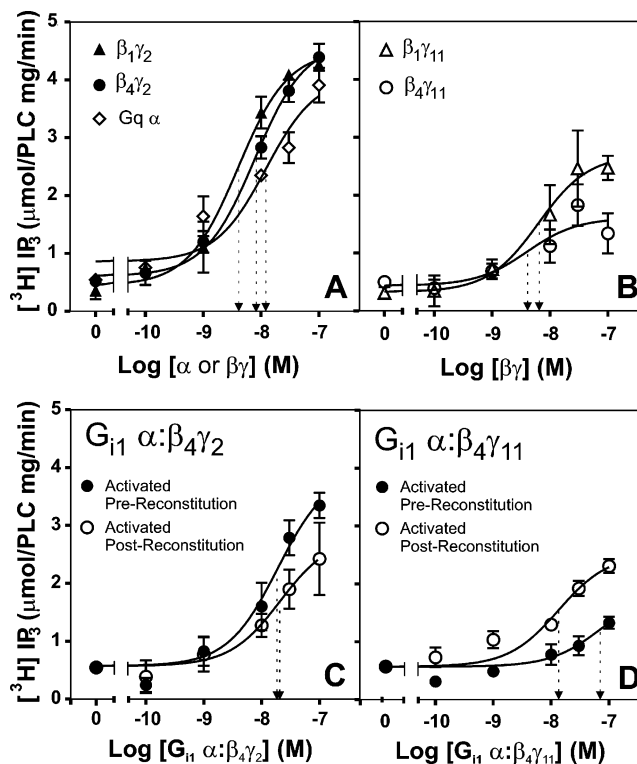 [³H] IP₃ (μmol/PLC mg/min)
5
4
3
2
1
0
β₁γ₂
β₄γ₂
Gq α
A
0 -10 -9 -8 -7
Log [α or βγ] (M)
β₁γ₁₁
β₄γ₁₁
B
0 -10 -9 -8 -7
Log [βγ] (M)
[³H] IP₃ (μmol/PLC mg/min)
5
4
3
2
1
0
Gᵢ₁ α:β₄γ₂
Activated
Pre-Reconstitution
Activated
Post-Reconstitution
C
0 -10 -9 -8 -7
Log [Gᵢ₁ α:β₄γ₂] (M)
Gᵢ₁ α:β₄γ₁₁
Activated
Pre-Reconstitution
Activated
Post-Reconstitution
D
0 -10 -9 -8 -7
Log [Gᵢ₁ α:β₄γ₁₁] (M)